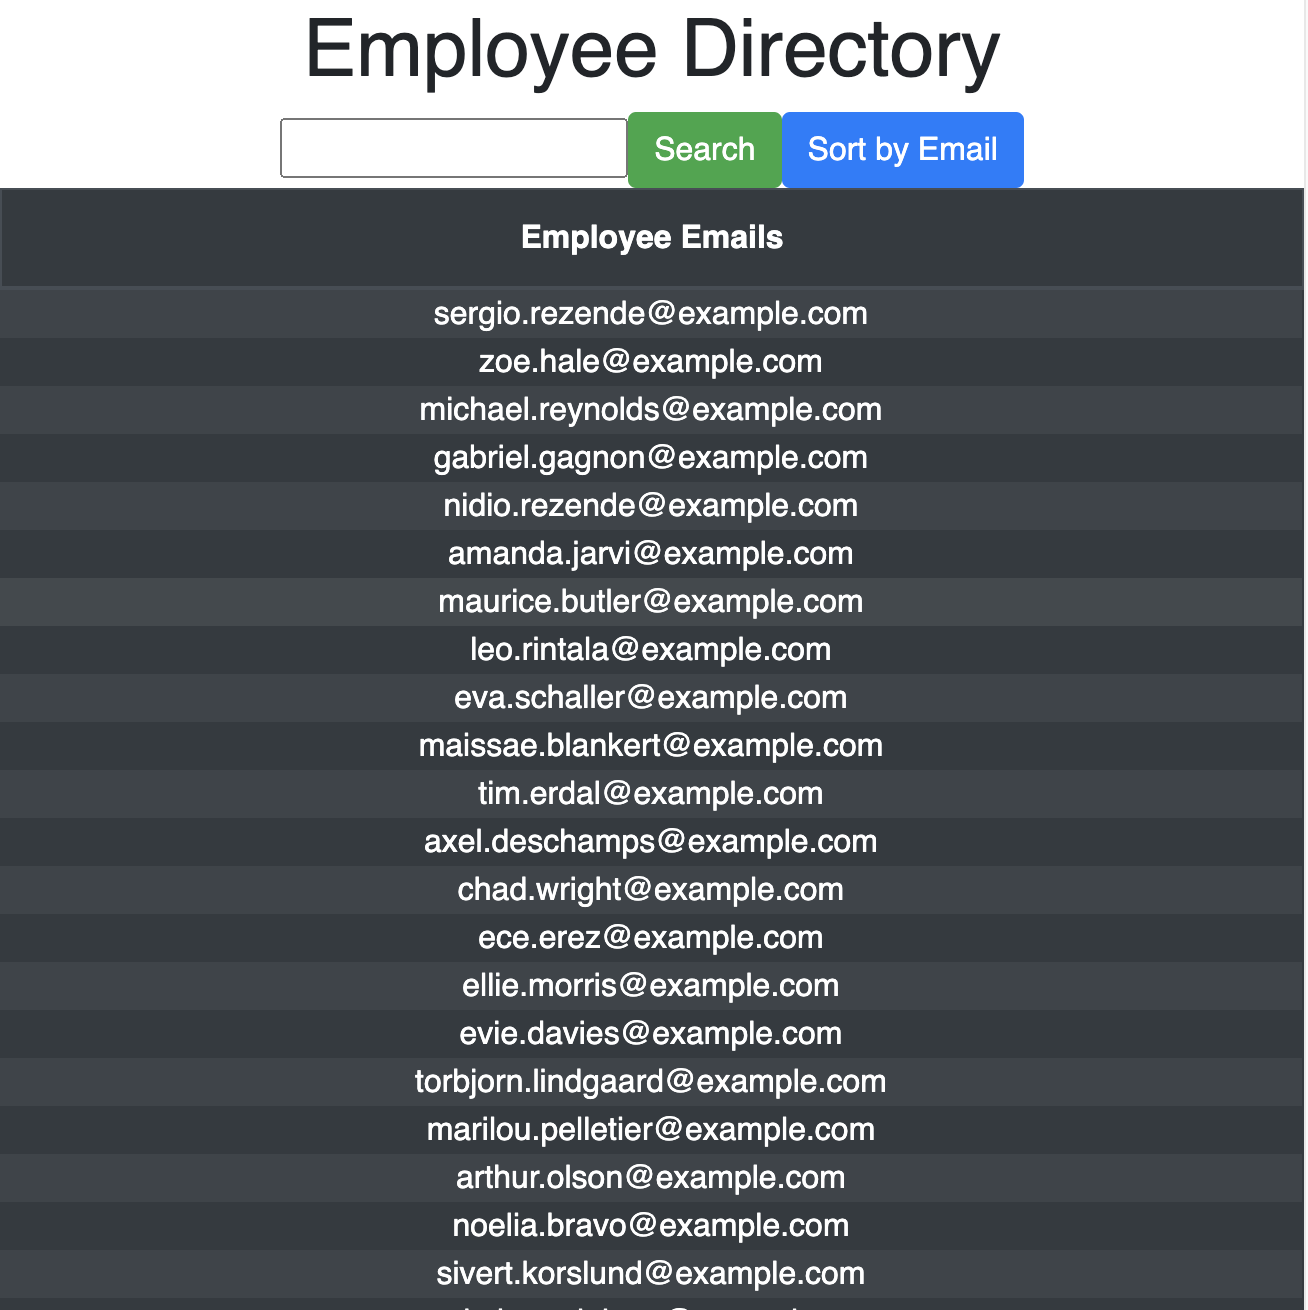 Employee Directory
Search Sort by Email
Employee Emails
sergio.rezende@example.com
zoe.hale@example.com
michael.reynolds@example.com
gabriel.gagnon@example.com
nidio.rezende@example.com
amanda.jarvi@example.com
maurice.butler@example.com
leo.rintala@example.com
eva.schaller@example.com
maissae.blankert@example.com
tim.erdal@example.com
axel.deschamps@example.com
chad.wright@example.com
ece.erez@example.com
ellie.morris@example.com
evie.davies@example.com
torbjorn.lindgaard@example.com
marilou.pelletier@example.com
arthur.olson@example.com
noelia.bravo@example.com
sivert.korslund@example.com